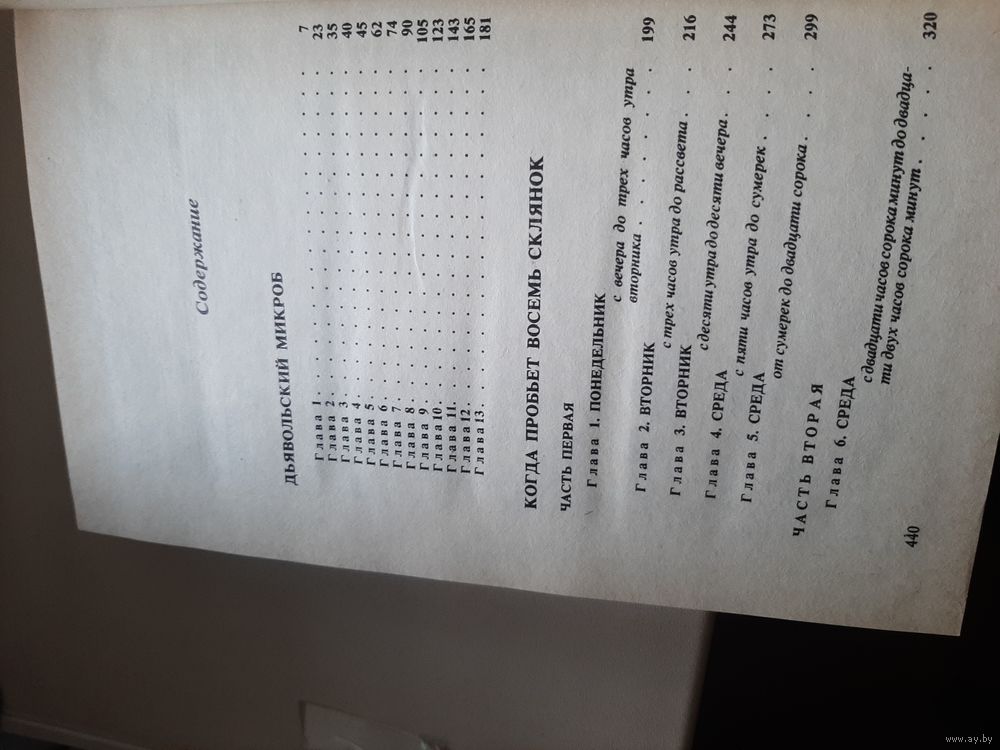 Содержание
ДЬЯВОЛЬСКИЙ МИКРОБ
Глава 1. . . . . . . . . . . . . . . . 7
Глава 2. . . . . . . . . . . . . . . . 23
Глава 3. . . . . . . . . . . . . . . . 35
Глава 4. . . . . . . . . . . . . . . . 40
Глава 5. . . . . . . . . . . . . . . . 45
Глава 6. . . . . . . . . . . . . . . . 62
Глава 7. . . . . . . . . . . . . . . . 74
Глава 8. . . . . . . . . . . . . . . . 90
Глава 9. . . . . . . . . . . . . . . . 105
Глава 10. . . . . . . . . . . . . . . . 123
Глава 11. . . . . . . . . . . . . . . . 143
Глава 12. . . . . . . . . . . . . . . . 165
Глава 13. . . . . . . . . . . . . . . . 181
КОГДА ПРОБЬЕТ ВОСЕМЬ СКЛЯНОК
ЧАСТЬ ПЕРВАЯ
Глава 1. ПОНЕДЕЛЬНИК
с вечера до трех часов утра
вторника . . . . . . . . 199
Глава 2. ВТОРНИК
с трех часов утра до рассвета . . . 216
Глава 3. ВТОРНИК
с десяти утра до десяти вечера. . . 244
Глава 4. СРЕДА
с пяти часов утра до сумерек . . . . 273
Глава 5. СРЕДА
от сумерек до двадцати сорока. . . . 299
ЧАСТЬ ВТОРАЯ
Глава 6. СРЕДА
с двадцати часов сорока минут до двадца-
ти двух часов сорока минут . . . . . 320
440
www.ay.by